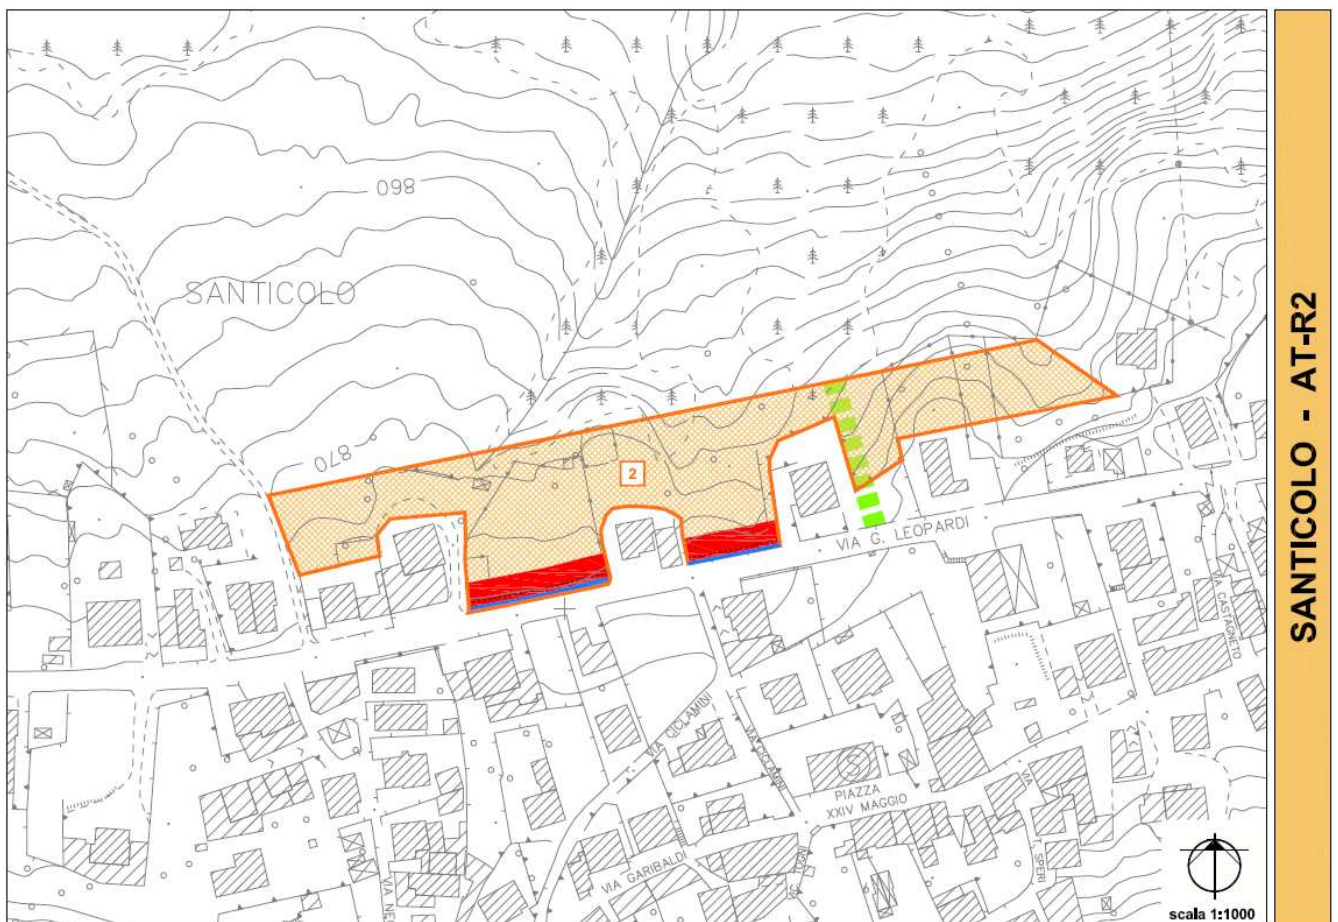 860
SANTICOLO
870
2
VIA G. LEOPARDI
VIA CASTAGNETO
VIA CICLAMINI
VIA CICLAMINI
S
PIAZZA
XXIV MAGGIO
VIA
T. SPERI
VIA GARIBALDI
scala 1:1000
SANTICOLO - AT-R2